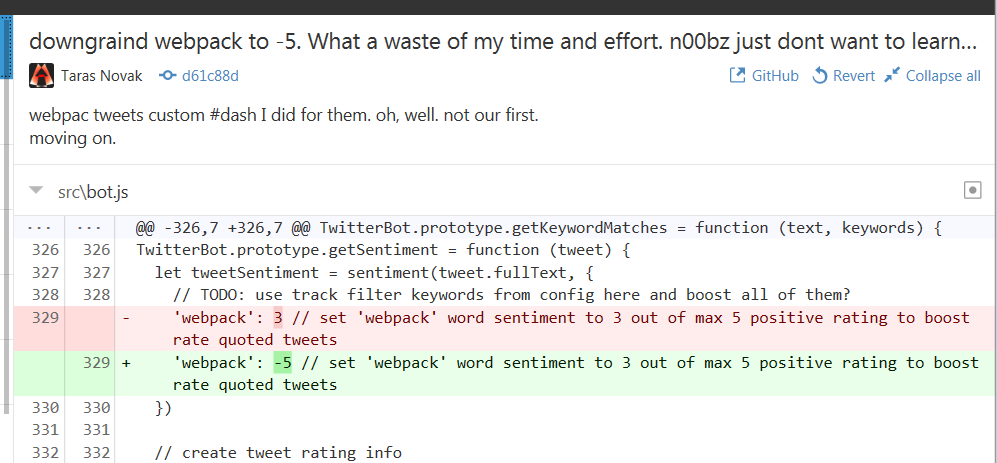 downgraind webpack to -5. What a waste of my time and effort. n00bz just dont want to learn...
Taras Novak d61c88d GitHub Revert Collapse all
webpac tweets custom #dash I did for them. oh, well. not our first.
moving on.
src\bot.js
... ... @@ -326,7 +326,7 @@ TwitterBot.prototype.getKeywordMatches = function (text, keywords) {
326 326 TwitterBot.prototype.getSentiment = function (tweet) {
327 327 let tweetSentiment = sentiment(tweet.fullText, {
328 328 // TODO: use track filter keywords from config here and boost all of them?
329 - 'webpack': 3 // set 'webpack' word sentiment to 3 out of max 5 positive rating to boost
rate quoted tweets
329 + 'webpack': -5 // set 'webpack' word sentiment to 3 out of max 5 positive rating to boost
rate quoted tweets
330 330 })
331 331
332 332 // create tweet rating info